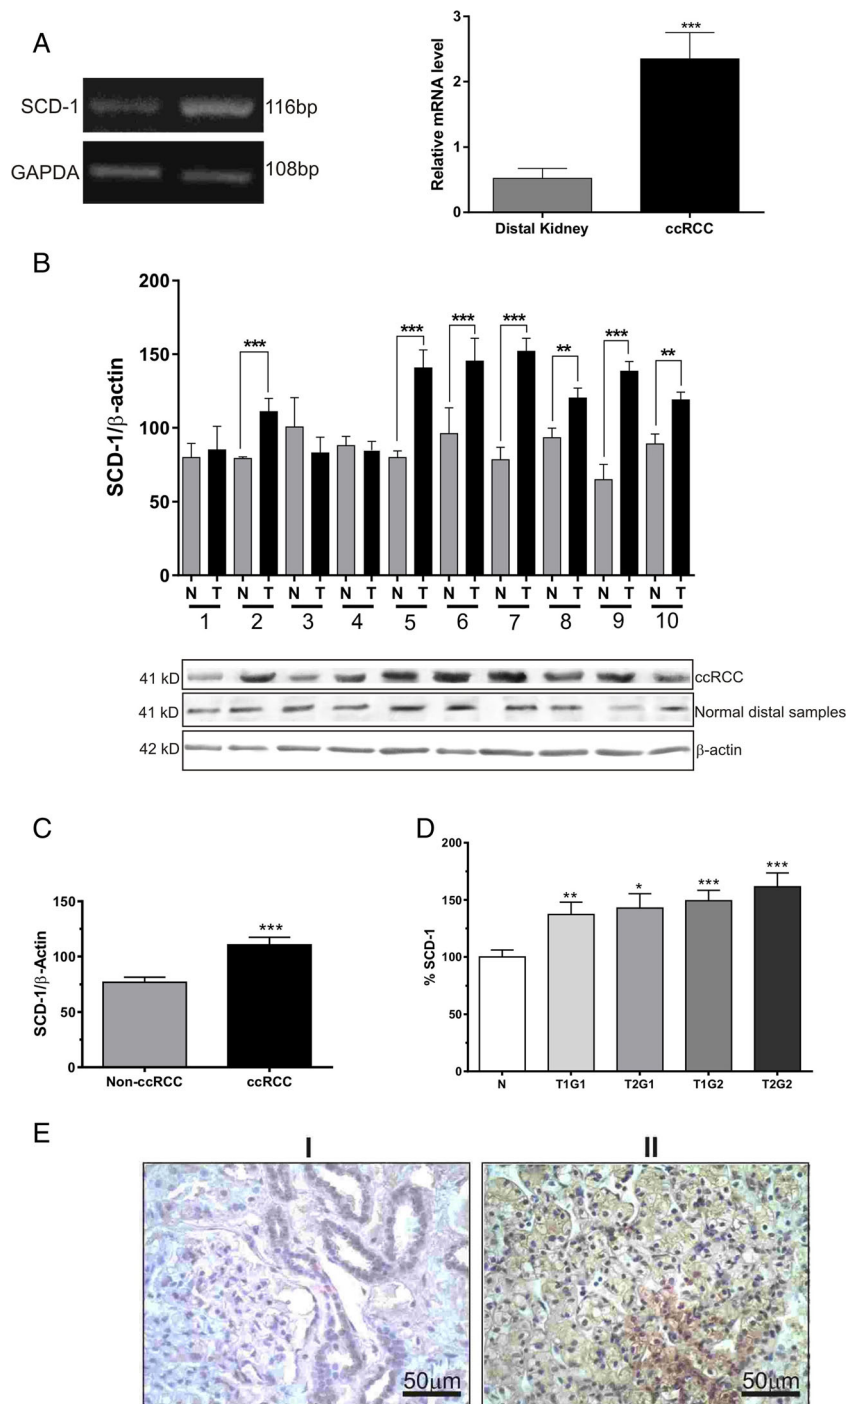 A
SCD-1
116bp
GAPDA
108bp
Relative mRNA level
3
2
1
0
***
Distal Kidney
ccRCC
B
SCD-1/β-actin
200
150
100
50
0
*** *** *** *** ** *** **
N T N T N T N T N T N T N T N T N T N T
1 2 3 4 5 6 7 8 9 10
41 kD
ccRCC
41 kD
Normal distal samples
42 kD
β-actin
C
SCD-1/β-Actin
150
100
50
0
***
Non-ccRCC
ccRCC
D
% SCD-1
200
150
100
50
0
** * *** ***
N T1G1 T2G1 T1G2 T2G2
E
I
II
50μm
50μm